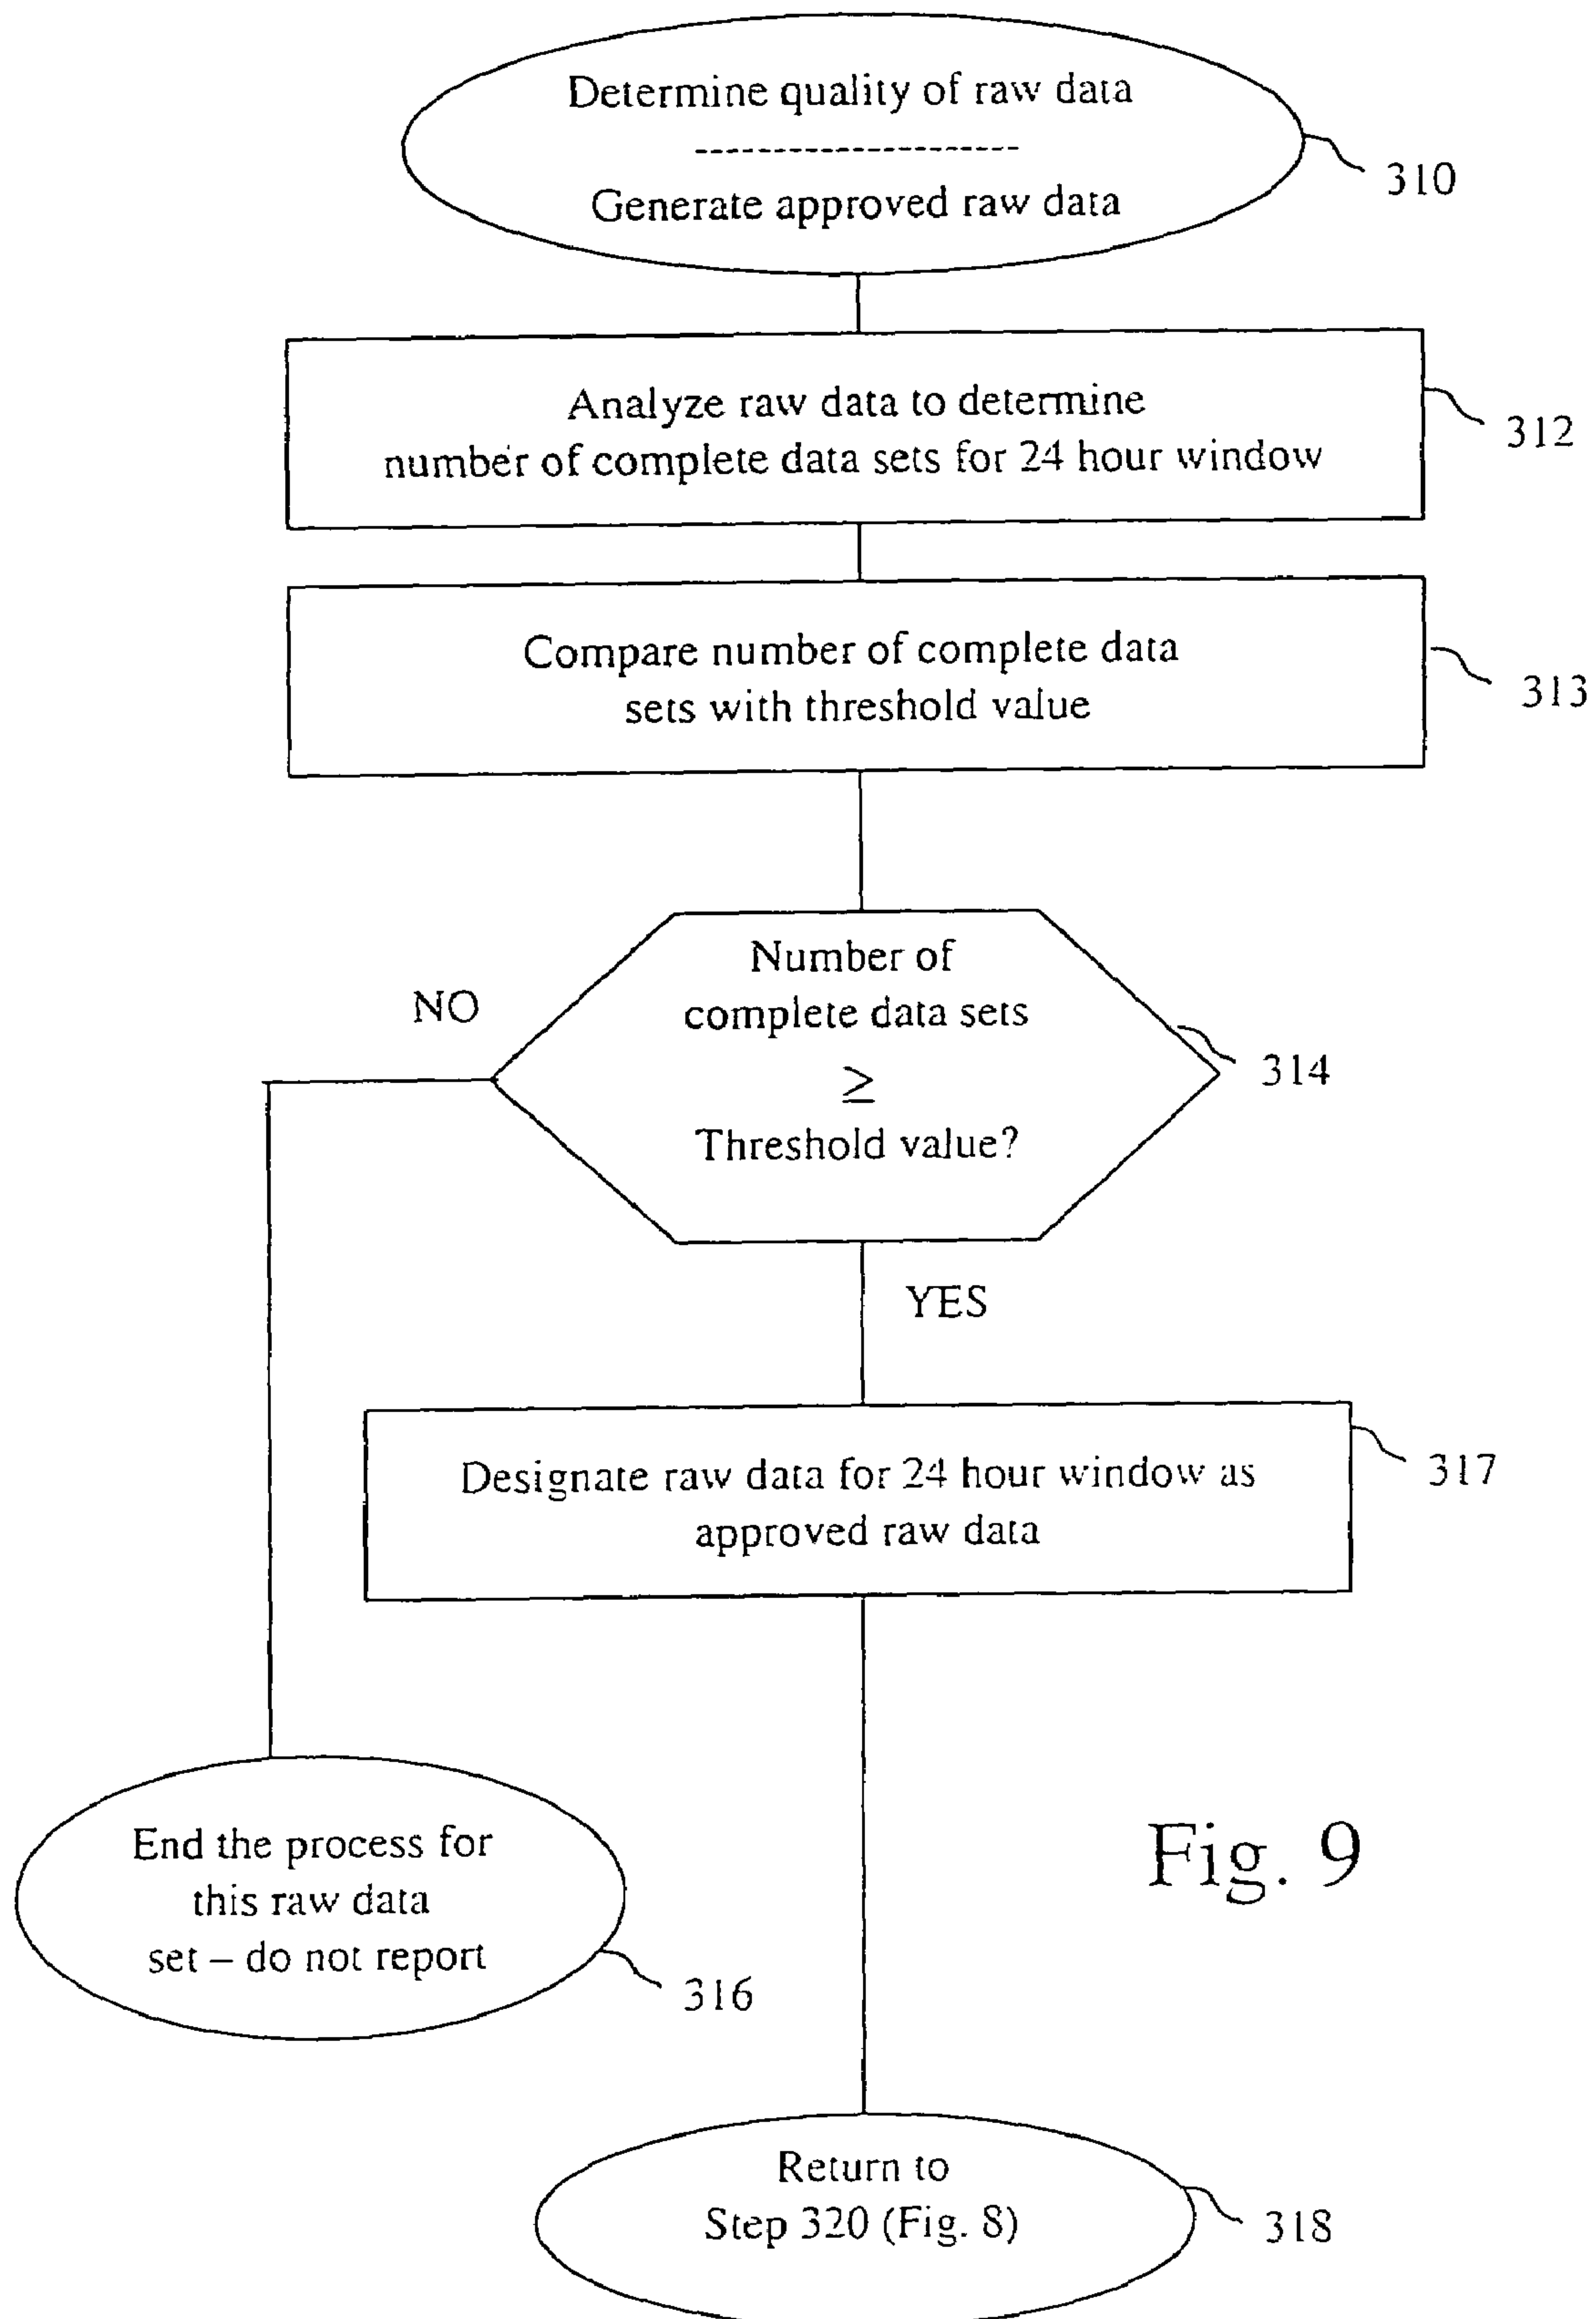 Determine quality of raw data
--------------------
Generate approved raw data
310
Analyze raw data to determine
number of complete data sets for 24 hour window
312
Compare number of complete data
sets with threshold value
313
Number of
complete data sets
≥
Threshold value?
314
NO
YES
Designate raw data for 24 hour window as
approved raw data
317
End the process for
this raw data
set – do not report
316
Fig. 9
Return to
Step 320 (Fig. 8)
318